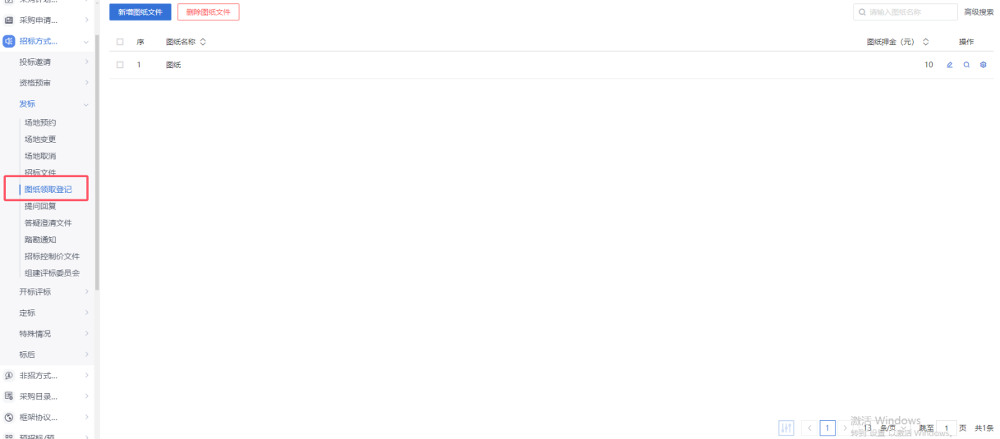 采购申请...
招标方式...
投标邀请
资格预审
发标
场地预约
场地变更
场地取消
招标文件
图纸领取登记
提问回复
答疑澄清文件
踏勘通知
招标控制价文件
组建评标委员会
开标评标
定标
特殊情况
标后
非招方式...
采购目录...
框架协议...
新增图纸文件 删除图纸文件 请输入图纸名称 高级搜索
序 图纸名称 图纸押金（元） 操作
1 图纸 10
1 13 条/页 跳至 1 页 共1条
激活 Windows
转到"设置"以激活 Windows。